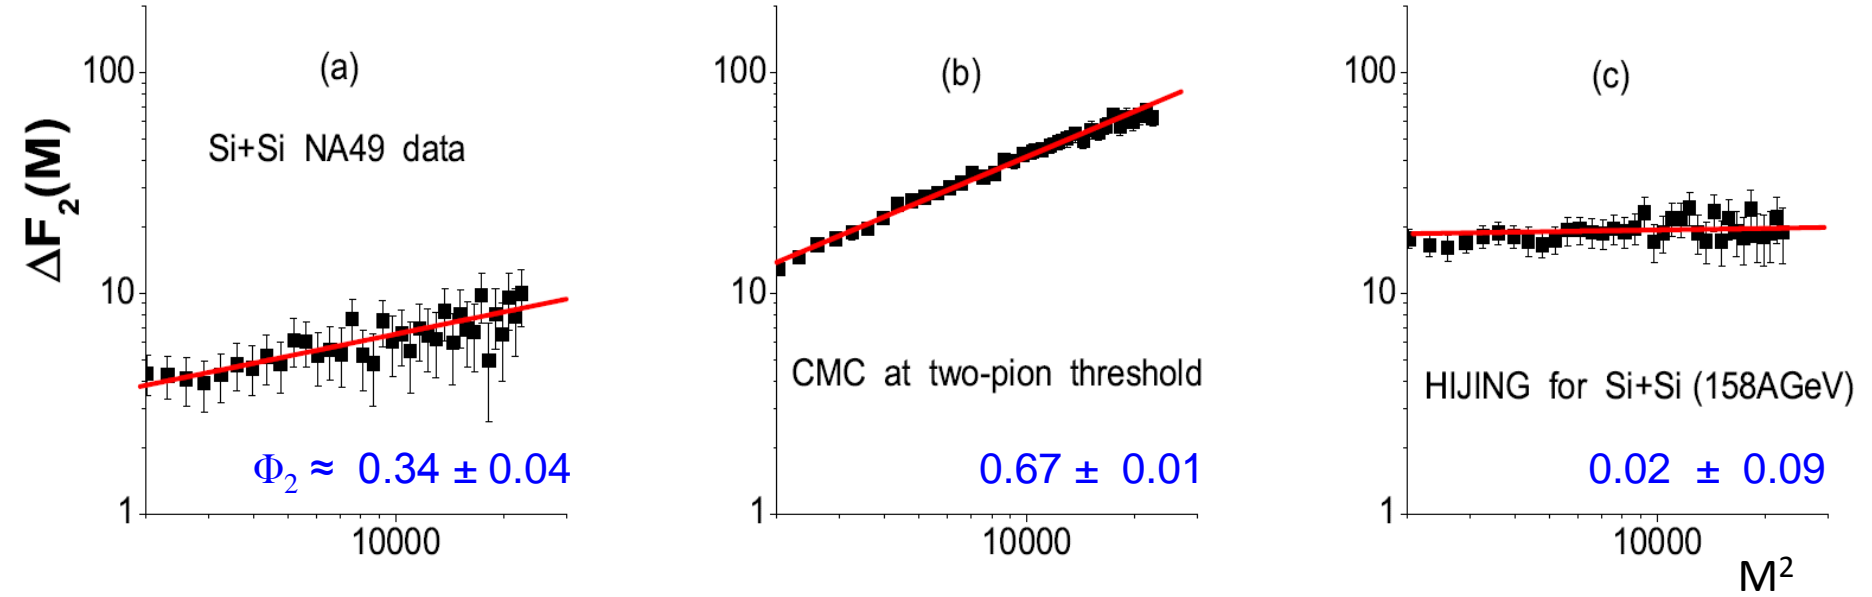 ΔF₂(M)
(a)
Si+Si NA49 data
100
10
1
10000
Φ₂ ≈ 0.34 ± 0.04
(b)
CMC at two-pion threshold
100
10
1
10000
0.67 ± 0.01
(c)
HIJING for Si+Si (158AGeV)
100
10
1
10000
0.02 ± 0.09
M²